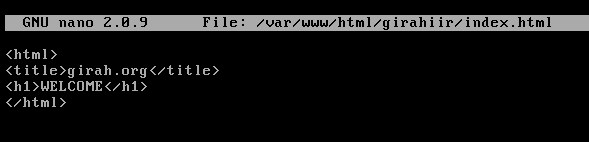 GNU nano 2.0.9 File: /var/www/html/girahiir/index.html
<html>
<title>girah.org</title>
<h1>WELCOME</h1>
</html>